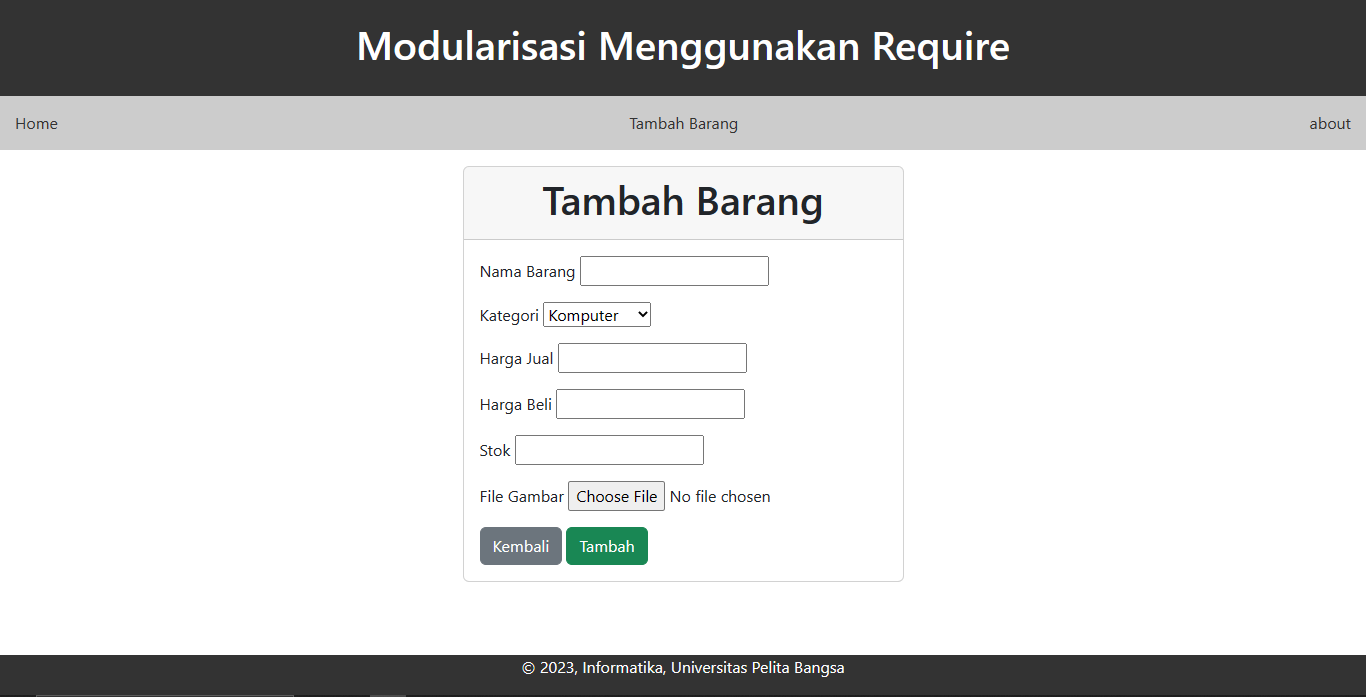 Modularisasi Menggunakan Require
Home Tambah Barang about
Tambah Barang
Nama Barang
Kategori Komputer
Harga Jual
Harga Beli
Stok
File Gambar Choose File No file chosen
Kembali Tambah
© 2023, Informatika, Universitas Pelita Bangsa